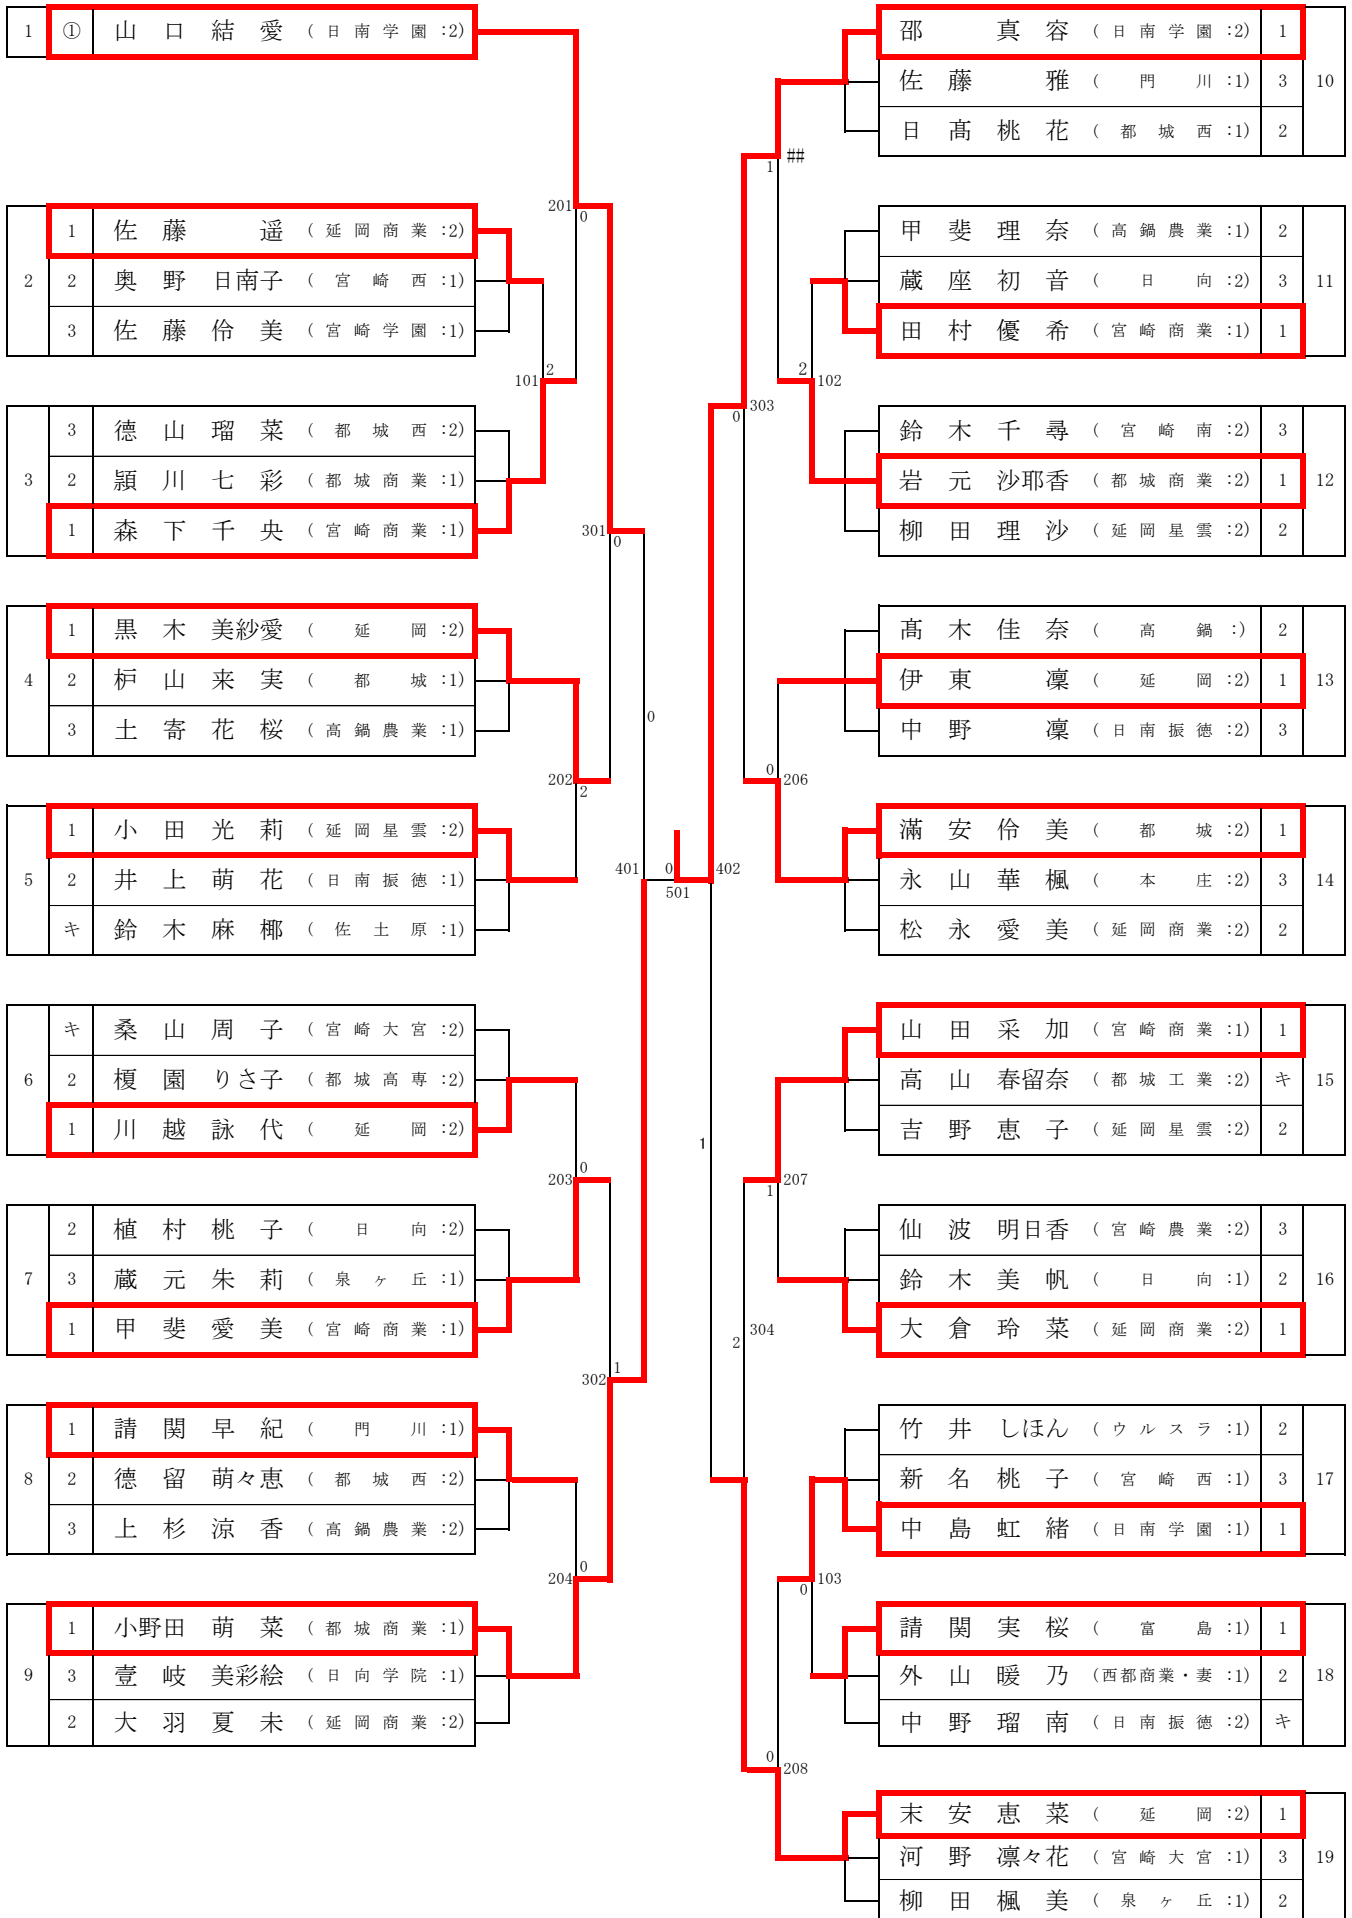 1 ① 山口結愛 (日南学園:2)
2
1 佐藤遥 (延岡商業:2)
2 奥野日南子 (宮崎西:1)
3 佐藤伶美 (宮崎学園:1)
3
3 德山瑠菜 (都城西:2)
2 頴川七彩 (都城商業:1)
1 森下千央 (宮崎商業:1)
4
1 黒木美紗愛 (延岡:2)
2 枦山来実 (都城:1)
3 土寄花桜 (高鍋農業:1)
5
1 小田光莉 (延岡星雲:2)
2 井上萌花 (日南振徳:1)
キ 鈴木麻椰 (佐土原:1)
6
キ 桑山周子 (宮崎大宮:2)
2 榎園りさ子 (都城高専:2)
1 川越詠代 (延岡:2)
7
2 植村桃子 (日向:2)
3 蔵元朱莉 (泉ヶ丘:1)
1 甲斐愛美 (宮崎商業:1)
8
1 請関早紀 (門川:1)
2 德留萌々恵 (都城西:2)
3 上杉涼香 (高鍋農業:2)
9
1 小野田萌菜 (都城商業:1)
3 壹岐美彩絵 (日向学院:1)
2 大羽夏未 (延岡商業:2)
201
0
101
2
301
0
202
2
0
401
203
0
302
1
204
0
0
501
402
1
##
1
2
102
303
0
0
206
207
1
304
2
103
0
0
208
邵真容 (日南学園:2) 1
佐藤雅 (門川:1) 3
日髙桃花 (都城西:1) 2
10
甲斐理奈 (高鍋農業:1) 2
蔵座初音 (日向:2) 3
田村優希 (宮崎商業:1) 1
11
鈴木千尋 (宮崎南:2) 3
岩元沙耶香 (都城商業:2) 1
柳田理沙 (延岡星雲:2) 2
12
髙木佳奈 (高鍋:) 2
伊東凜 (延岡:2) 1
中野凜 (日南振徳:2) 3
13
滿安伶美 (都城:2) 1
永山華楓 (本庄:2) 3
松永愛美 (延岡商業:2) 2
14
山田采加 (宮崎商業:1) 1
高山春留奈 (都城工業:2) キ
吉野恵子 (延岡星雲:2) 2
15
仙波明日香 (宮崎農業:2) 3
鈴木美帆 (日向:1) 2
大倉玲菜 (延岡商業:2) 1
16
竹井しほん (ウルスラ:1) 2
新名桃子 (宮崎西:1) 3
中島虹緒 (日南学園:1) 1
17
請関実桜 (富島:1) 1
外山暖乃 (西都商業・妻:1) 2
中野瑠南 (日南振徳:2) キ
18
末安恵菜 (延岡:2) 1
河野凛々花 (宮崎大宮:1) 3
柳田楓美 (泉ヶ丘:1) 2
19